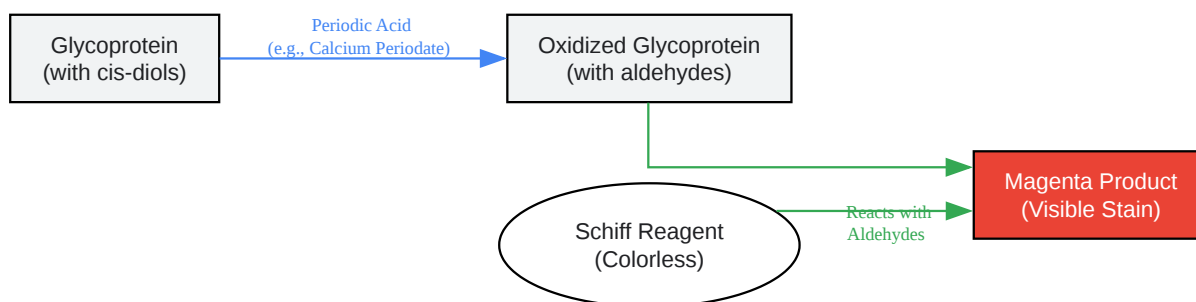 Glycoprotein
(with cis-diols)
Periodic Acid
(e.g., Calcium Periodate)
Oxidized Glycoprotein
(with aldehydes)
Magenta Product
(Visible Stain)
Schiff Reagent
(Colorless)
Reacts with
Aldehydes